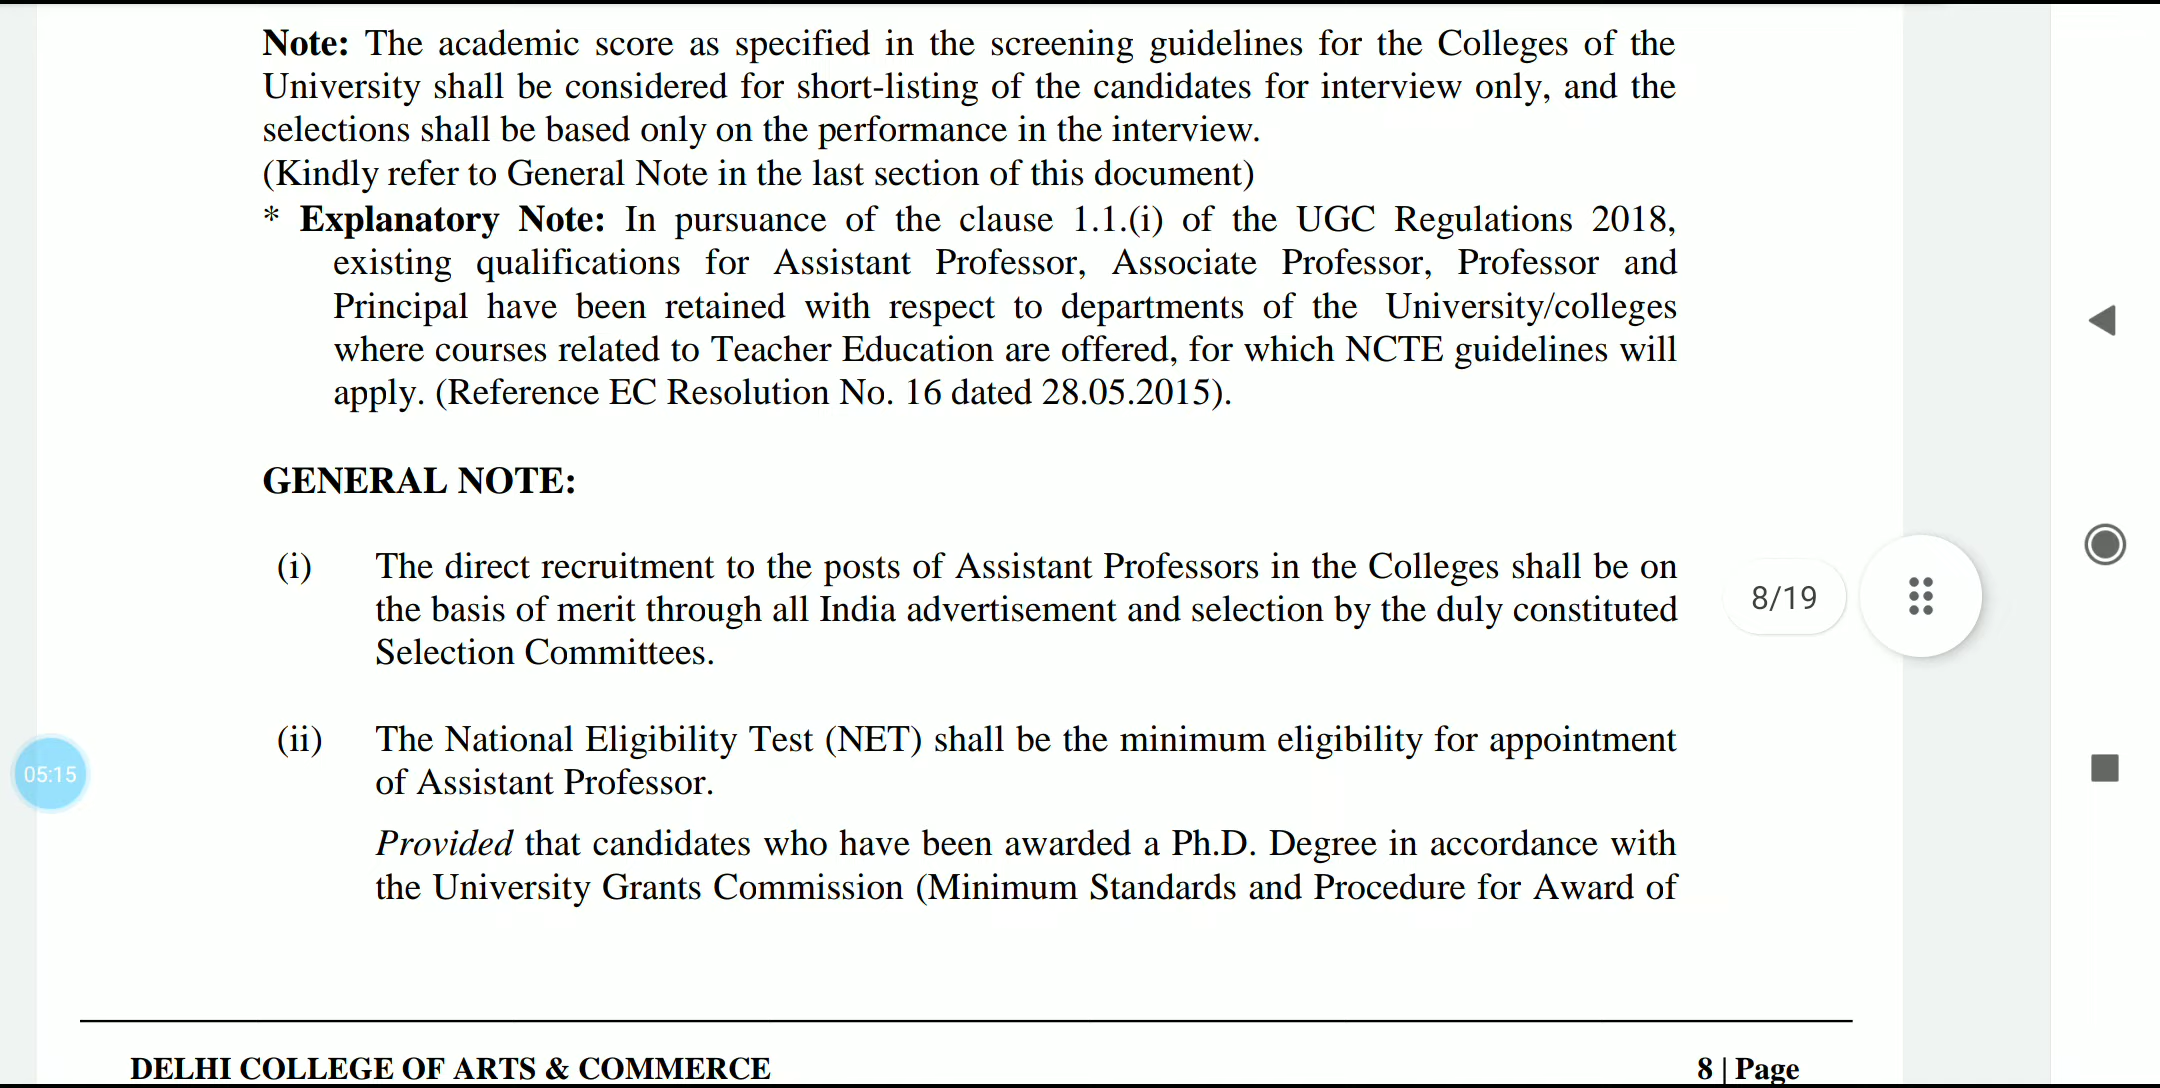 Note: The academic score as specified in the screening guidelines for the Colleges of the
University shall be considered for short-listing of the candidates for interview only, and the
selections shall be based only on the performance in the interview.
(Kindly refer to General Note in the last section of this document)
* Explanatory Note: In pursuance of the clause 1.1.(i) of the UGC Regulations 2018,
existing qualifications for Assistant Professor, Associate Professor, Professor and
Principal have been retained with respect to departments of the University/colleges
where courses related to Teacher Education are offered, for which NCTE guidelines will
apply. (Reference EC Resolution No. 16 dated 28.05.2015).
GENERAL NOTE:
(i) The direct recruitment to the posts of Assistant Professors in the Colleges shall be on
the basis of merit through all India advertisement and selection by the duly constituted
Selection Committees.
8/19
(ii) The National Eligibility Test (NET) shall be the minimum eligibility for appointment
of Assistant Professor.
05:15
Provided that candidates who have been awarded a Ph.D. Degree in accordance with
the University Grants Commission (Minimum Standards and Procedure for Award of
DELHI COLLEGE OF ARTS & COMMERCE 8 | Page